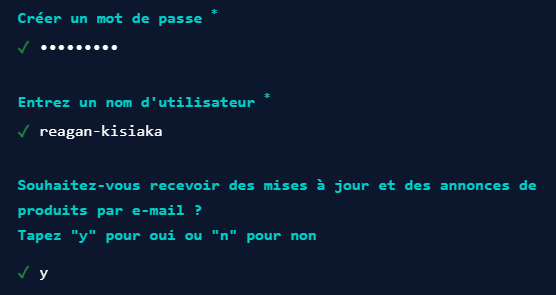 Créer un mot de passe *
✓ •••••••••
Entrez un nom d'utilisateur *
✓ reagan-kisiaka
Souhaitez-vous recevoir des mises à jour et des annonces de
produits par e-mail ?
Tapez "y" pour oui ou "n" pour non
✓ y